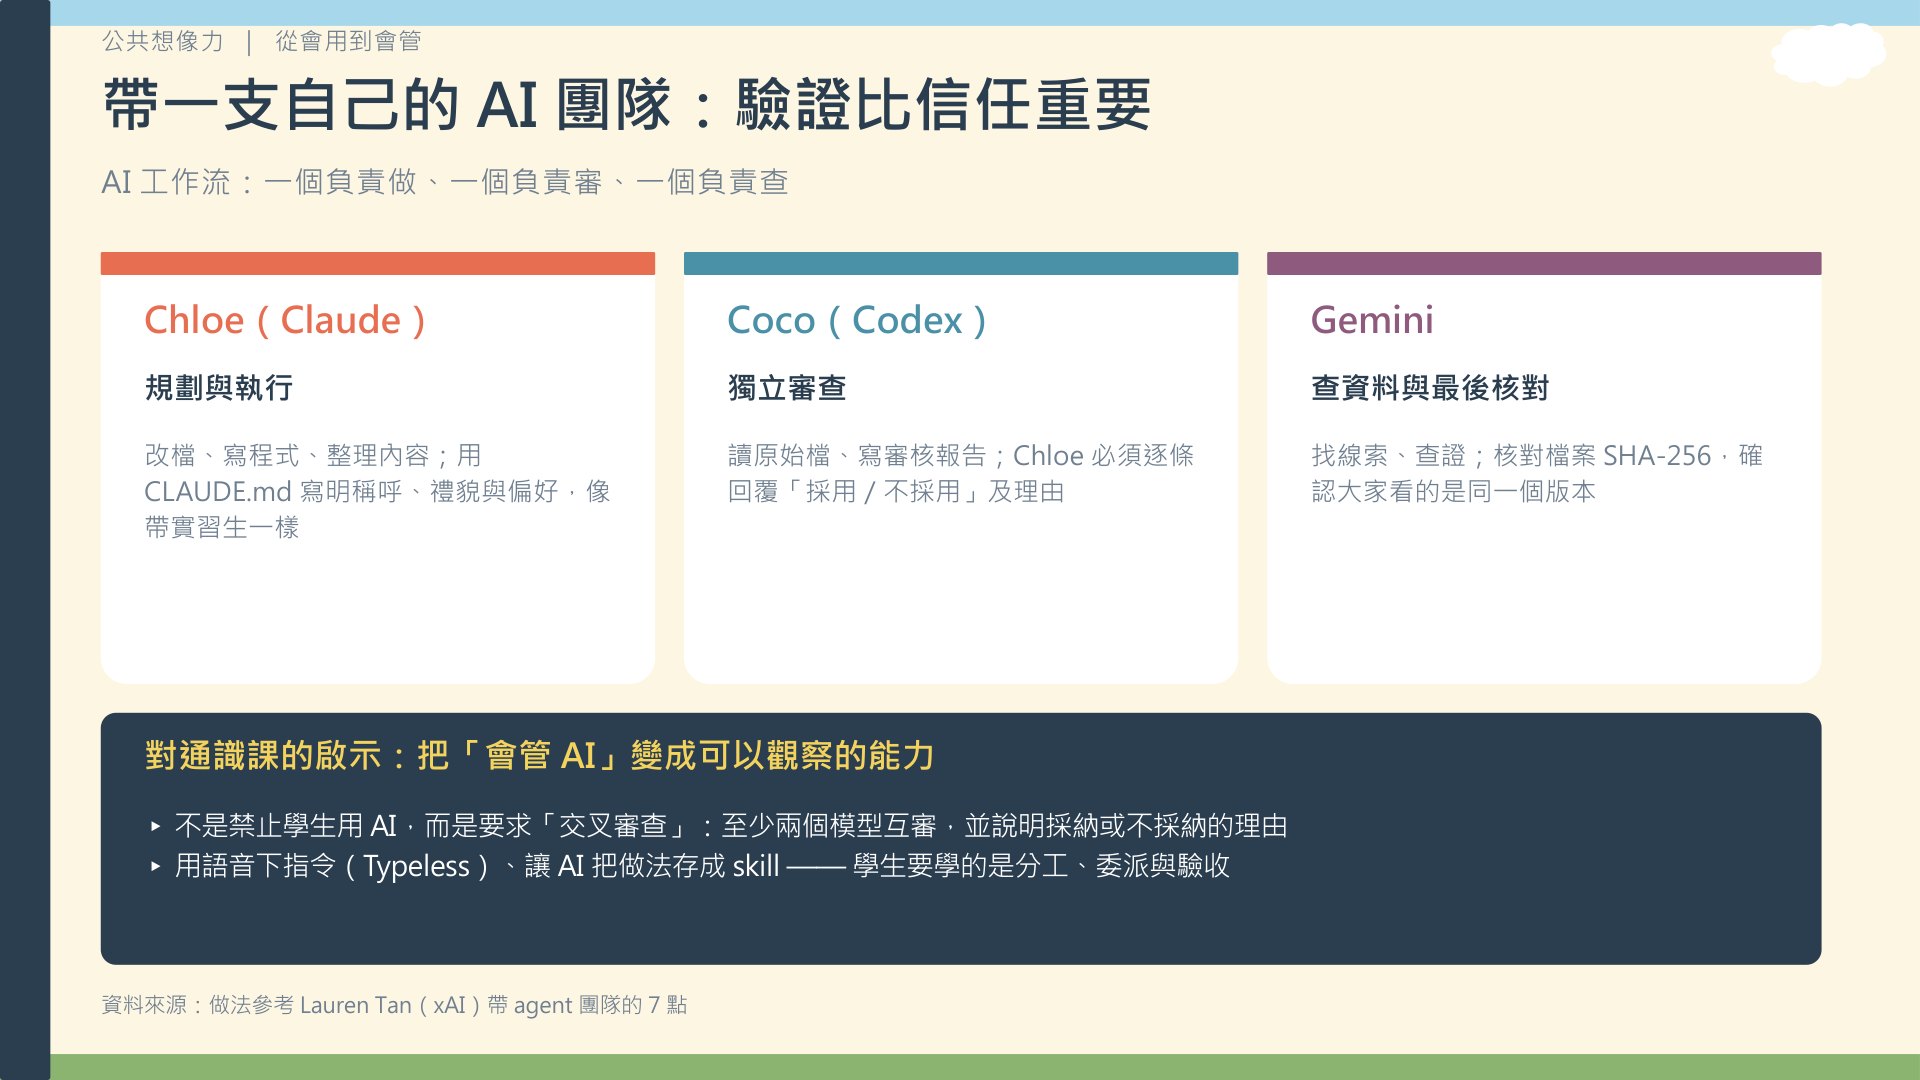 公共想像力 │ 從會用到會管
帶一支自己的 AI 團隊：驗證比信任重要
AI 工作流：一個負責做、一個負責審、一個負責查
Chloe（Claude）
規劃與執行
改檔、寫程式、整理內容；用
CLAUDE.md 寫明稱呼、禮貌與偏好，像
帶實習生一樣
Coco（Codex）
獨立審查
讀原始檔、寫審核報告；Chloe 必須逐條
回覆「採用 / 不採用」及理由
Gemini
查資料與最後核對
找線索、查證；核對檔案 SHA-256，確
認大家看的是同一個版本
對通識課的啟示：把「會管 AI」變成可以觀察的能力
▸ 不是禁止學生用 AI，而是要求「交叉審查」：至少兩個模型互審，並說明採納或不採納的理由
▸ 用語音下指令（Typeless）、讓 AI 把做法存成 skill —— 學生要學的是分工、委派與驗收
資料來源：做法參考 Lauren Tan（xAI）帶 agent 團隊的 7 點